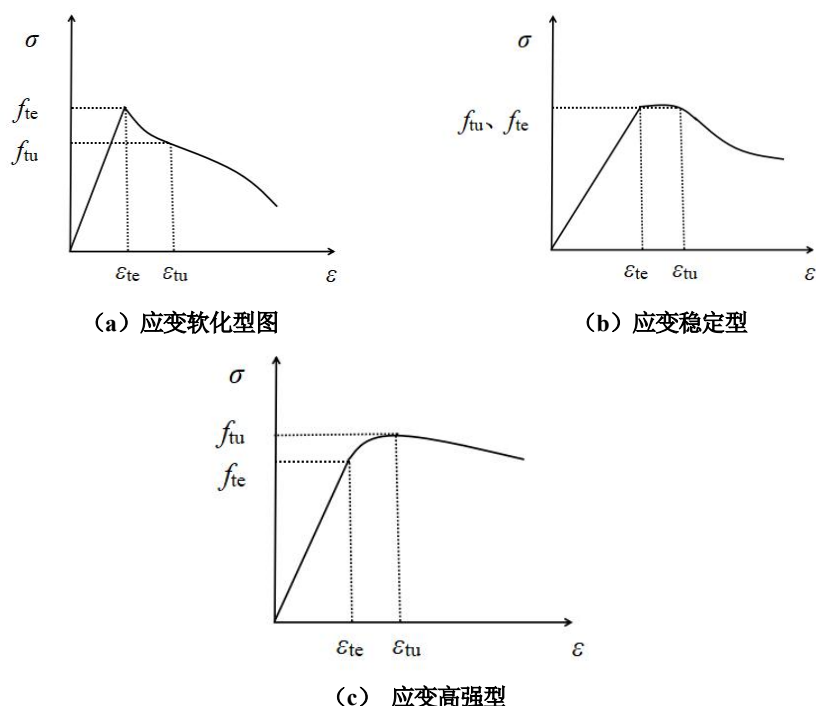 σ
fte
ftu
εte εtu ε
(a)应变软化型图
σ
ftu、fte
εte εtu ε
(b)应变稳定型
σ
ftu
fte
εte εtu ε
(c) 应变高强型